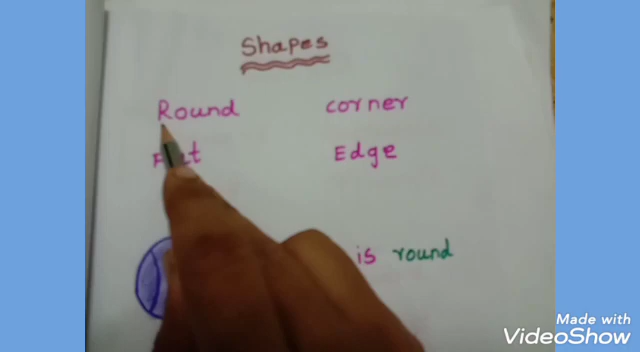 Shapes
Round corner
Edge
is round
Made with
VideoShow